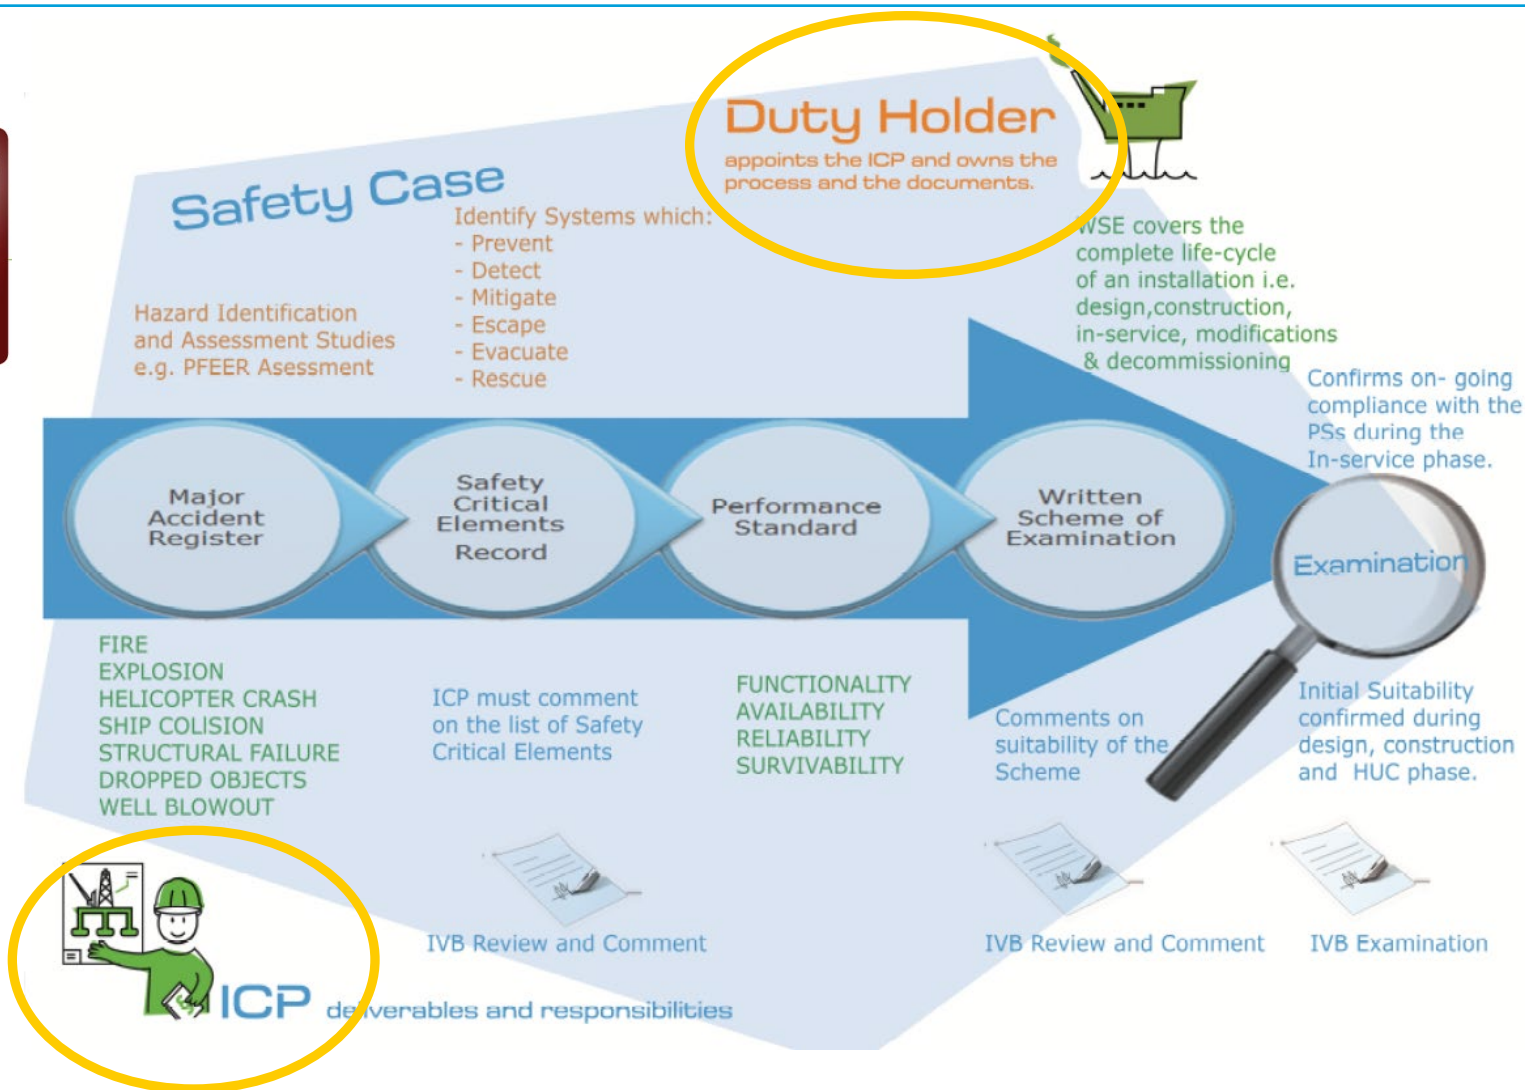 Duty Holder
appoints the ICP and owns the
process and the documents.
Safety Case
Identify Systems which:
- Prevent
- Detect
- Mitigate
- Escape
- Evacuate
- Rescue
Hazard Identification
and Assessment Studies
e.g. PFEER Asessment
WSE covers the
complete life-cycle
of an installation i.e.
design,construction,
in-service, modifications
& decommissioning
Confirms on- going
compliance with the
PSs during the
In-service phase.
Major
Accident
Register
Safety
Critical
Elements
Record
Performance
Standard
Written
Scheme of
Examination
Examination
FIRE
EXPLOSION
HELICOPTER CRASH
SHIP COLISION
STRUCTURAL FAILURE
DROPPED OBJECTS
WELL BLOWOUT
ICP must comment
on the list of Safety
Critical Elements
FUNCTIONALITY
AVAILABILITY
RELIABILITY
SURVIVABILITY
Comments on
suitability of the
Scheme
Initial Suitability
confirmed during
design, construction
and HUC phase.
IVB Review and Comment
IVB Review and Comment
IVB Examination
ICP deliverables and responsibilities